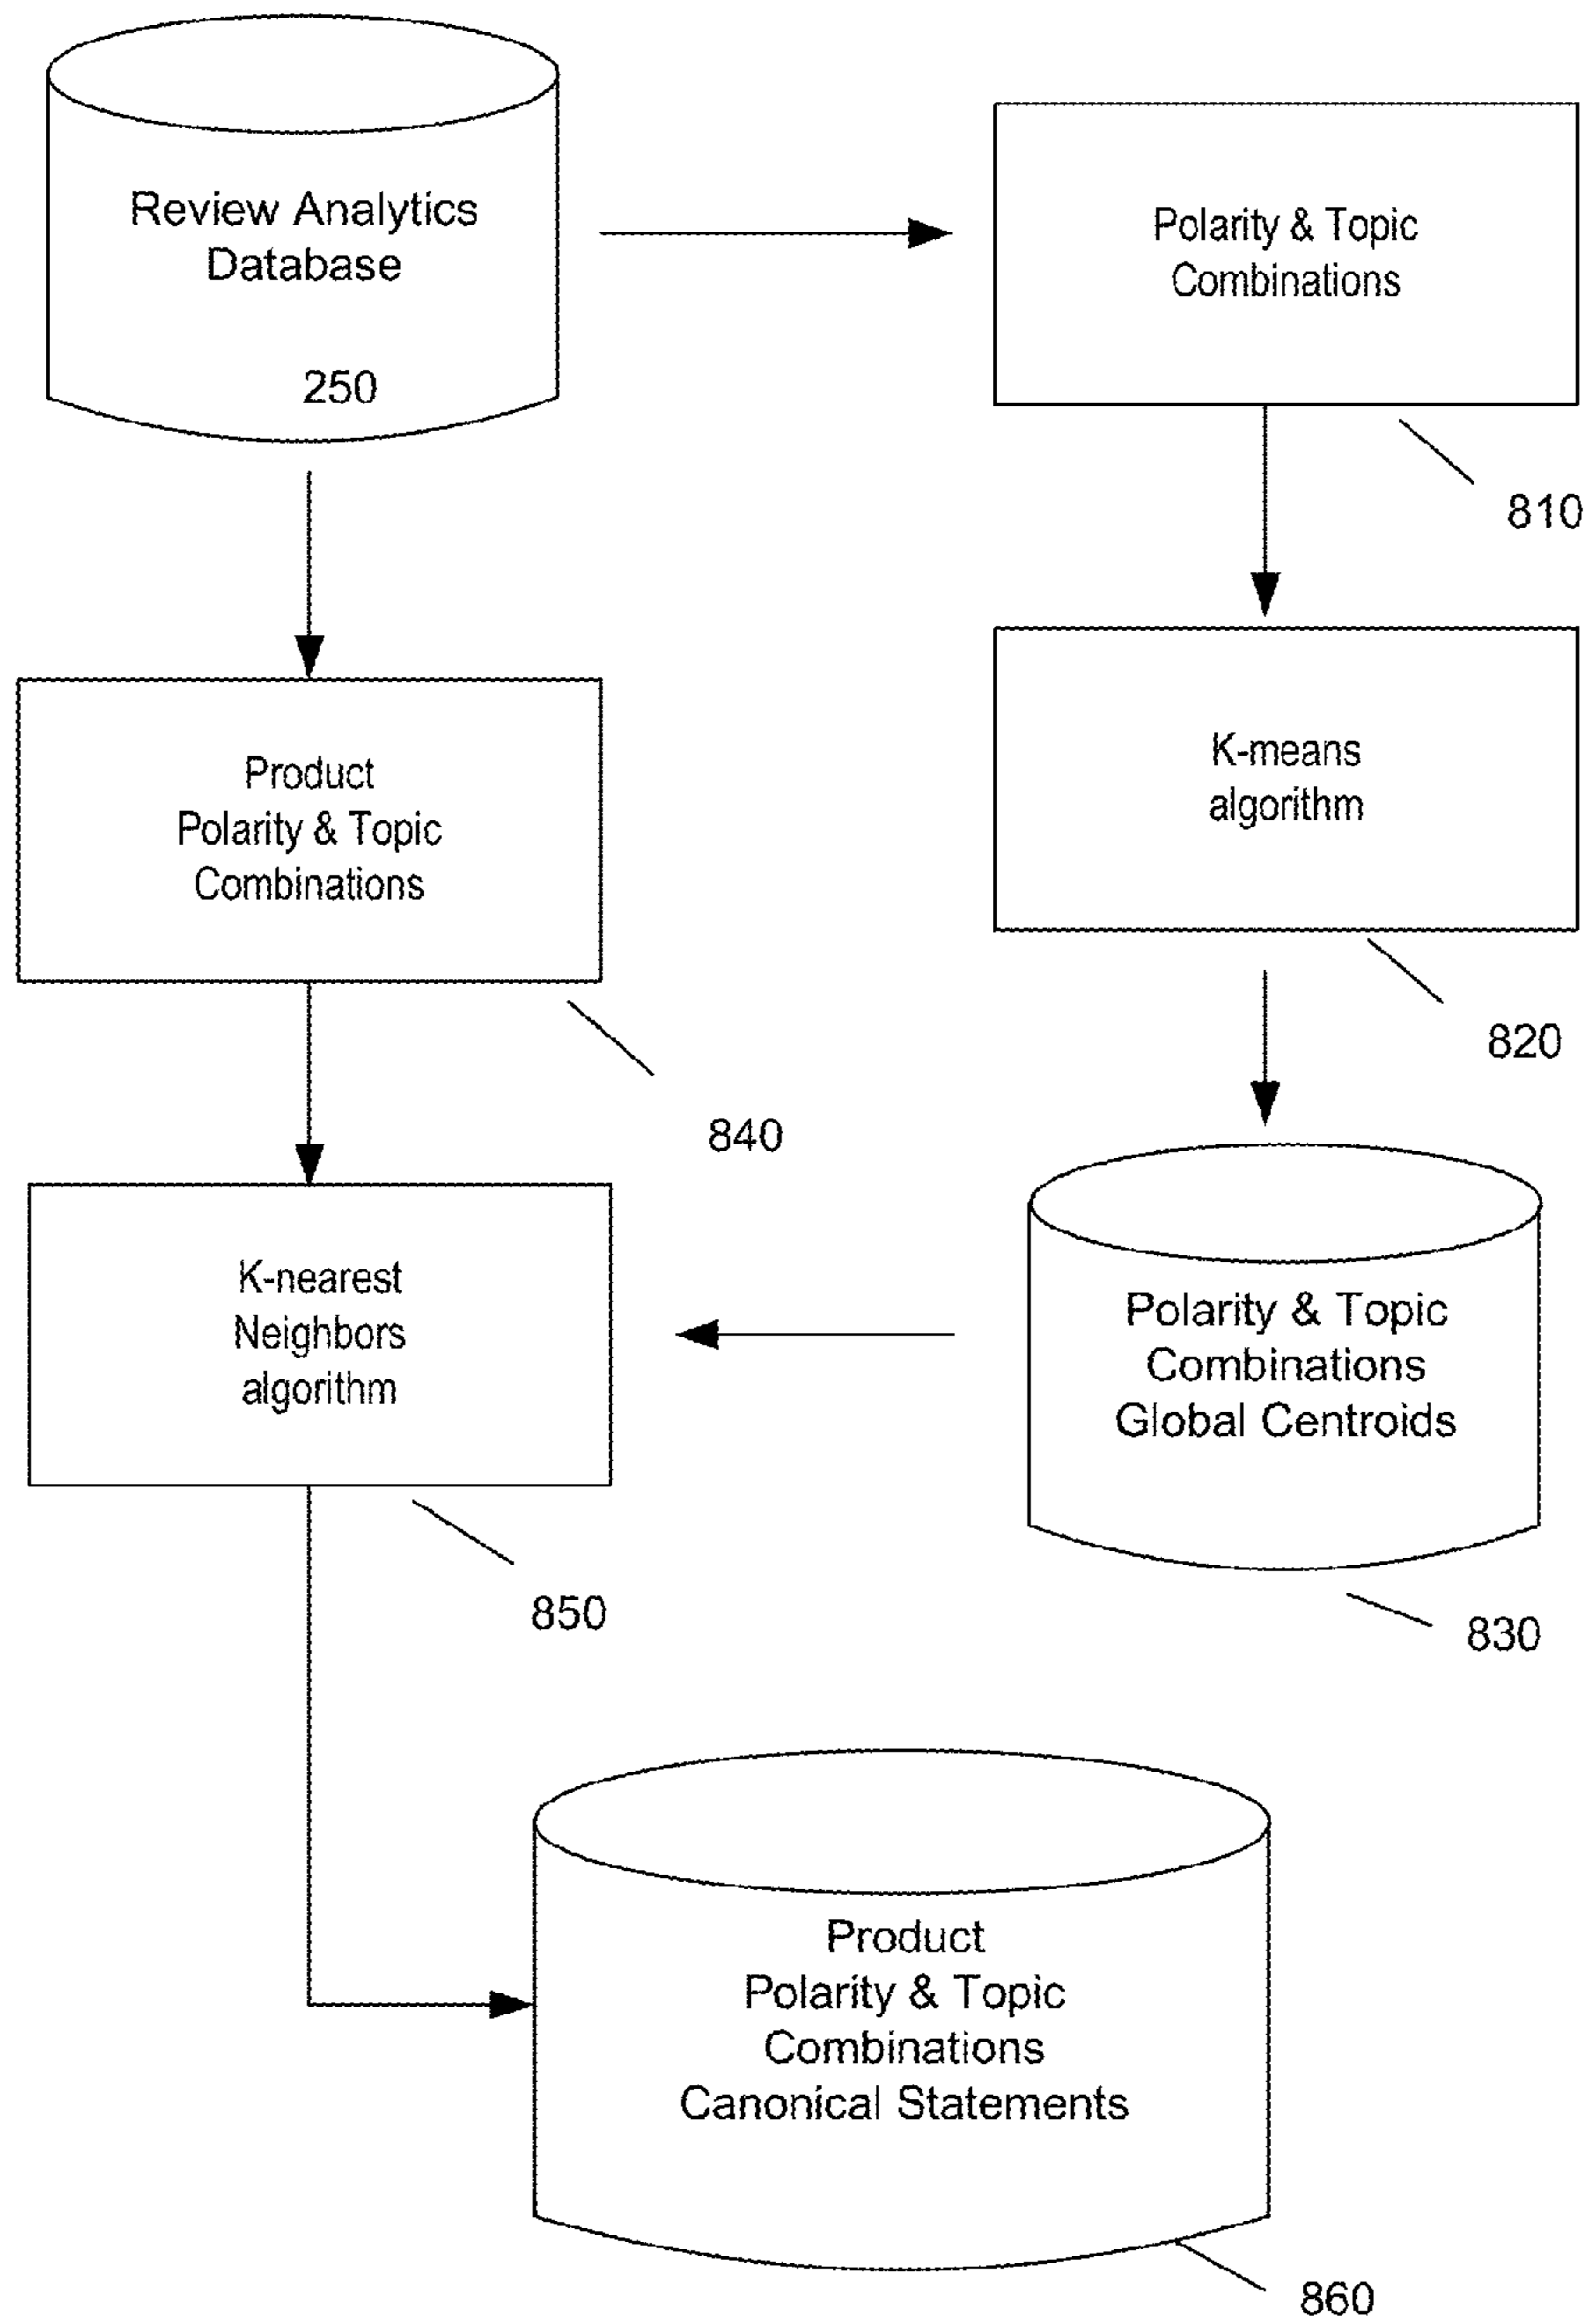 Review Analytics
Database
250
Polarity & Topic
Combinations
810
Product
Polarity & Topic
Combinations
840
K-means
algorithm
820
K-nearest
Neighbors
algorithm
850
Polarity & Topic
Combinations
Global Centroids
830
Product
Polarity & Topic
Combinations
Canonical Statements
860